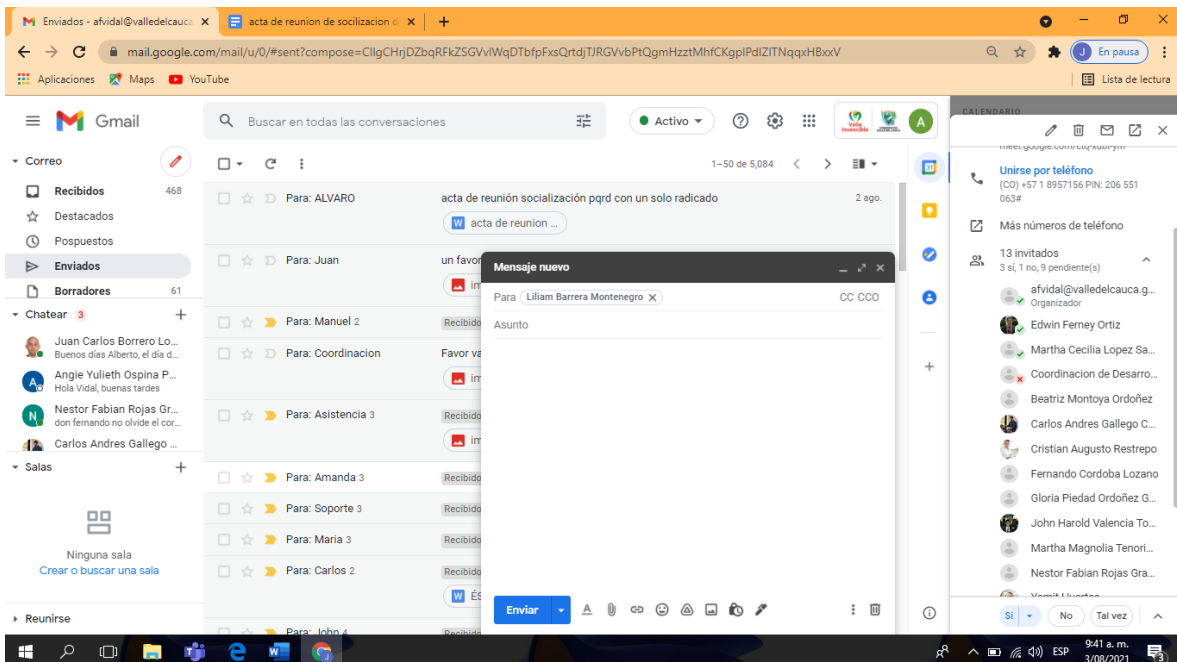 Enviados - afvidal@valledelcauca
acta de reunion de socilizacion d
mail.google.com/mail/u/0/#sent?compose=CIIgCHrjDZbqRFkZSGVvIWqDTbfpFxsQrtdjTJRGVvbPtQgmHzztMhfCKgpIPdIZITNqqxHBxxV
J En pausa
Aplicaciones
Maps
YouTube
Lista de lectura
Gmail
Buscar en todas las conversaciones
Activo
A
CALENDARIO
Correo
Recibidos 468
Destacados
Pospuestos
Enviados
Borradores 61
Chatear 3
Juan Carlos Borrero Lo...
Buenos días Alberto, el día d...
Angie Yulieth Ospina P...
Hola Vidal, buenas tardes
Nestor Fabian Rojas Gr...
don fernando no olvide el cor...
Carlos Andres Gallego ...
Salas
Ninguna sala
Crear o buscar una sala
Reunirse
1–50 de 5,084
Para: ALVARO acta de reunión socialización pqrd con un solo radicado 2 ago.
W acta de reunion ...
Para: Juan un favor
im
Para: Manuel 2 Recibido
Para: Coordinacion Favor va
im
Para: Asistencia 3 Recibido
im
Para: Amanda 3 Recibido
Para: Soporte 3 Recibido
Para: Maria 3 Recibido
Para: Carlos 2 Recibido
W ÉS
Para: John 4
Mensaje nuevo
Para Liliam Barrera Montenegro CC CCO
Asunto
Enviar
Unirse por teléfono
(CO) +57 1 8957156 PIN: 206 551
063#
Más números de teléfono
13 invitados
3 sí, 1 no, 9 pendiente(s)
afvidal@valledelcauca.g...
Organizador
Edwin Ferney Ortiz
Martha Cecilia Lopez Sa...
Coordinacion de Desarro...
Beatriz Montoya Ordoñez
Carlos Andres Gallego C...
Cristian Augusto Restrepo
Fernando Cordoba Lozano
Gloria Piedad Ordoñez G...
John Harold Valencia To...
Martha Magnolia Tenori...
Nestor Fabian Rojas Gra...
Sí No Tal vez
ESP
9:41 a. m.
3/08/2021